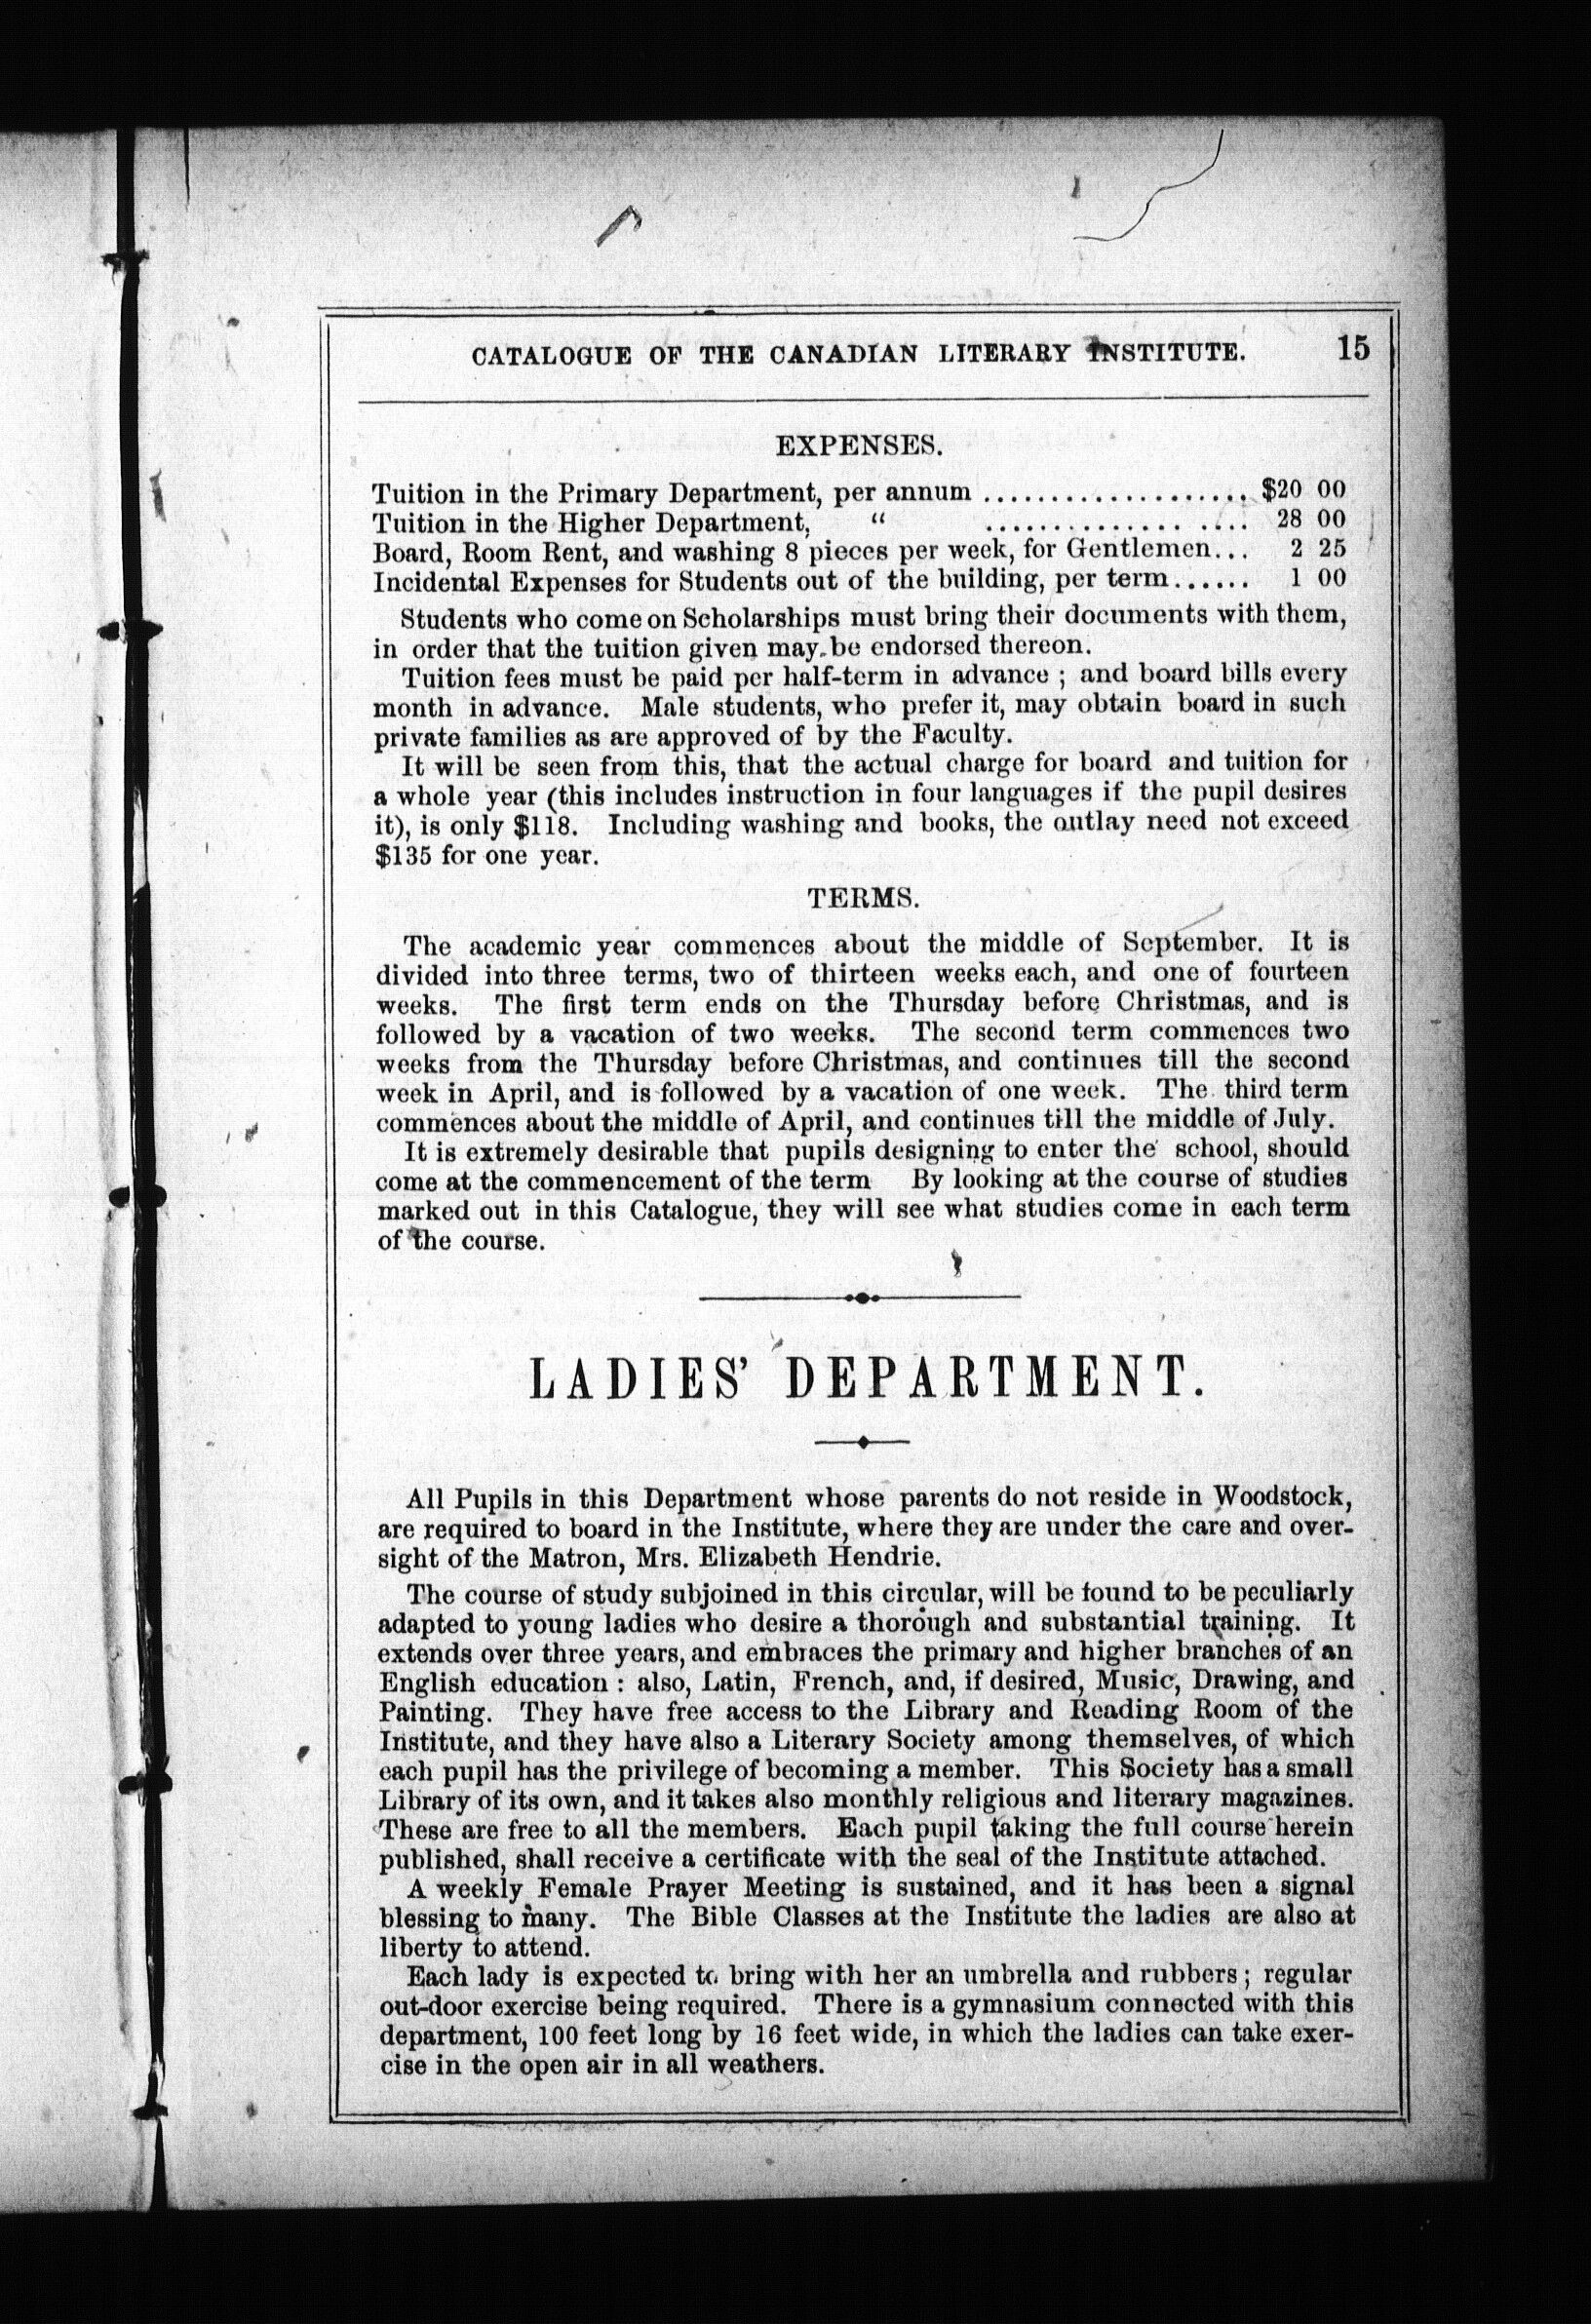 CATALOGUE OF THE CANADIAN LITERARY INSTITUTE. 15
EXPENSES.
Tuition in the Primary Department, per annum .................... $20 00
Tuition in the Higher Department, “ ............... .... 28 00
Board, Room Rent, and washing 8 pieces per week, for Gentlemen... 2 25
Incidental Expenses for Students out of the building, per term...... 1 00
Students who come on Scholarships must bring their documents with them,
in order that the tuition given may be endorsed thereon.
Tuition fees must be paid per half-term in advance ; and board bills every
month in advance. Male students, who prefer it, may obtain board in such
private families as are approved of by the Faculty.
It will be seen from this, that the actual charge for board and tuition for
a whole year (this includes instruction in four languages if the pupil desires
it), is only $118. Including washing and books, the outlay need not exceed
$135 for one year.
TERMS.
The academic year commences about the middle of September. It is
divided into three terms, two of thirteen weeks each, and one of fourteen
weeks. The first term ends on the Thursday before Christmas, and is
followed by a vacation of two weeks. The second term commences two
weeks from the Thursday before Christmas, and continues till the second
week in April, and is followed by a vacation of one week. The third term
commences about the middle of April, and continues till the middle of July.
It is extremely desirable that pupils designing to enter the school, should
come at the commencement of the term By looking at the course of studies
marked out in this Catalogue, they will see what studies come in each term
of the course.
LADIES’ DEPARTMENT.
All Pupils in this Department whose parents do not reside in Woodstock,
are required to board in the Institute, where they are under the care and over-
sight of the Matron, Mrs. Elizabeth Hendrie.
The course of study subjoined in this circular, will be found to be peculiarly
adapted to young ladies who desire a thorough and substantial training. It
extends over three years, and embraces the primary and higher branches of an
English education : also, Latin, French, and, if desired, Music, Drawing, and
Painting. They have free access to the Library and Reading Room of the
Institute, and they have also a Literary Society among themselves, of which
each pupil has the privilege of becoming a member. This Society has a small
Library of its own, and it takes also monthly religious and literary magazines.
These are free to all the members. Each pupil taking the full course herein
published, shall receive a certificate with the seal of the Institute attached.
A weekly Female Prayer Meeting is sustained, and it has been a signal
blessing to many. The Bible Classes at the Institute the ladies are also at
liberty to attend.
Each lady is expected to bring with her an umbrella and rubbers ; regular
out-door exercise being required. There is a gymnasium connected with this
department, 100 feet long by 16 feet wide, in which the ladies can take exer-
cise in the open air in all weathers.